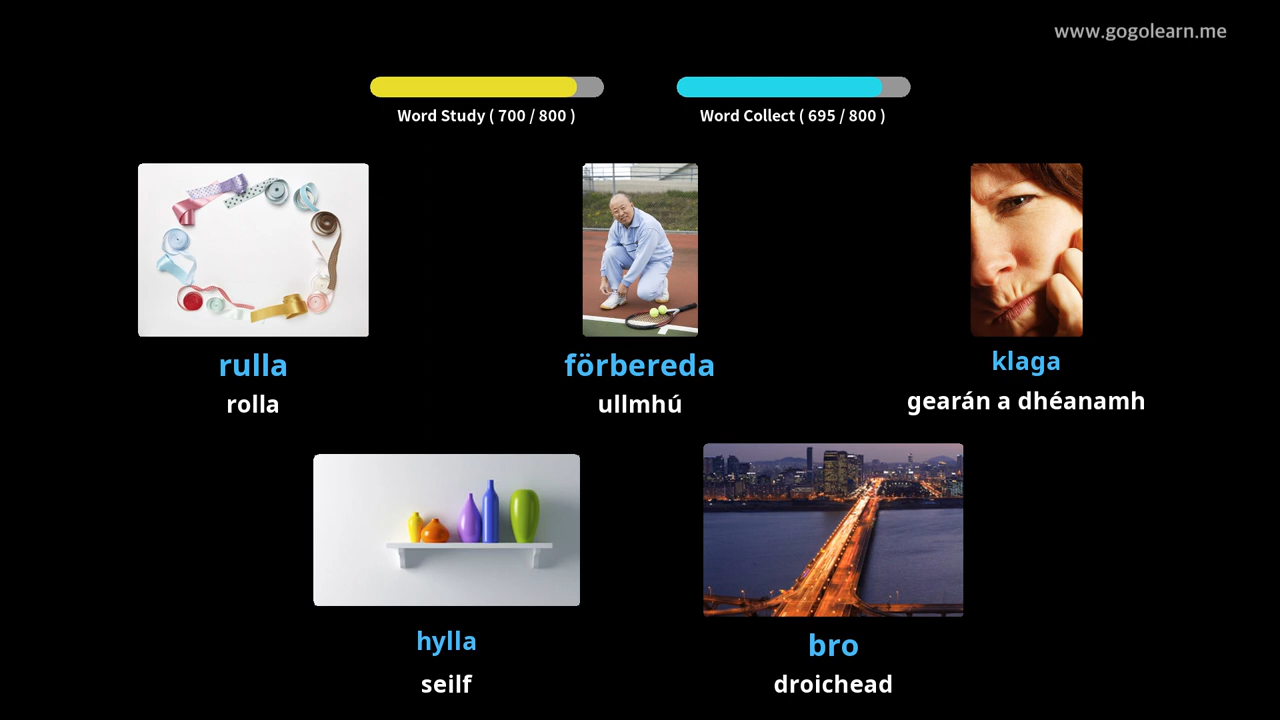 www.gogolearn.me
Word Study ( 700 / 800 )
Word Collect ( 695 / 800 )
rulla
rolla
förbereda
ullmhú
klaga
gearán a dhéanamh
hylla
seilf
bro
droichead